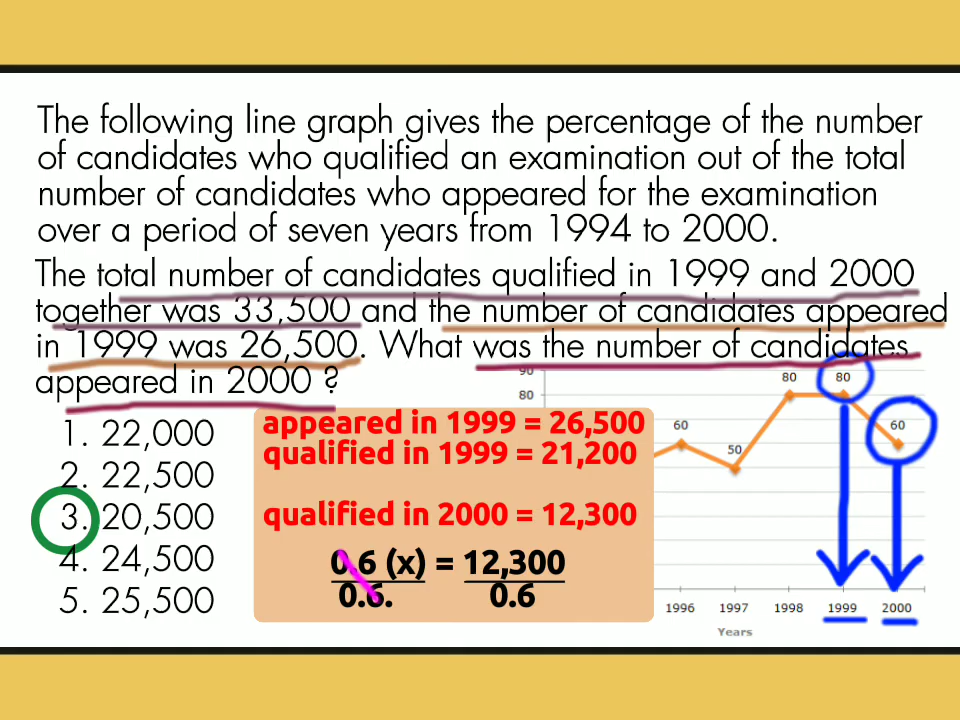 The following line graph gives the percentage of the number
of candidates who qualified an examination out of the total
number of candidates who appeared for the examination
over a period of seven years from 1994 to 2000.
The total number of candidates qualified in 1999 and 2000
together was 33,500 and the number of candidates appeared
in 1999 was 26,500. What was the number of candidates
appeared in 2000 ?
1. 22,000
2. 22,500
3. 20,500
4. 24,500
5. 25,500
appeared in 1999 = 26,500
qualified in 1999 = 21,200
qualified in 2000 = 12,300
0.6 (x) = 12,300
0.6. 0.6
90
80
60
50
80
80
60
1996 1997 1998 1999 2000
Years